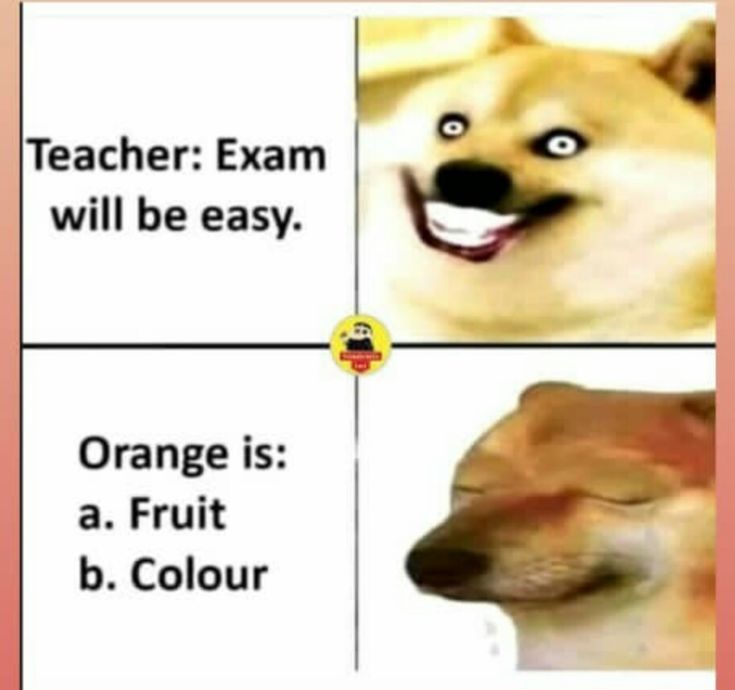 Teacher: Exam
will be easy.
Orange is:
a. Fruit
b. Colour